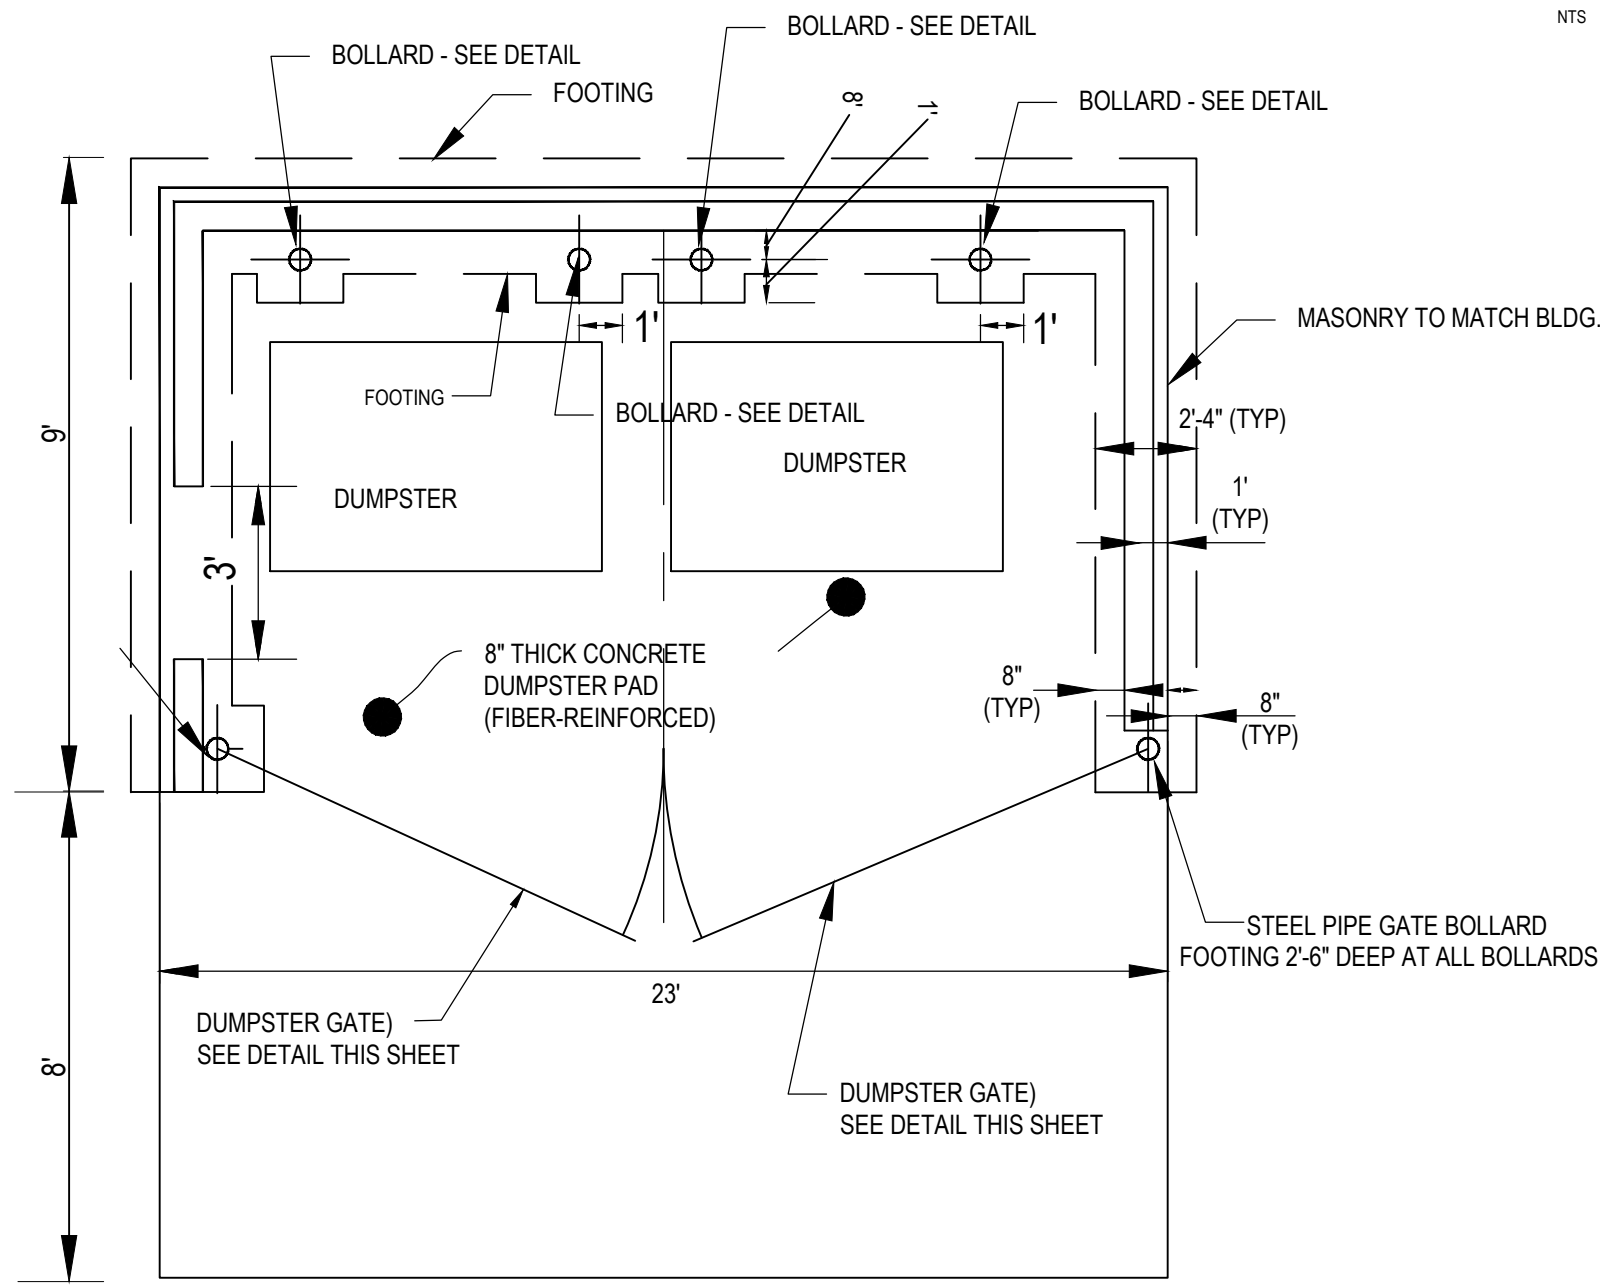 NTS
BOLLARD - SEE DETAIL
BOLLARD - SEE DETAIL
FOOTING
BOLLARD - SEE DETAIL
8'
1'
1'
1'
MASONRY TO MATCH BLDG.
FOOTING
BOLLARD - SEE DETAIL
2'-4" (TYP)
9'
DUMPSTER
DUMPSTER
1'
(TYP)
3'
8" THICK CONCRETE
DUMPSTER PAD
(FIBER-REINFORCED)
8"
(TYP)
8"
(TYP)
STEEL PIPE GATE BOLLARD
FOOTING 2'-6" DEEP AT ALL BOLLARDS
23'
DUMPSTER GATE)
SEE DETAIL THIS SHEET
8'
DUMPSTER GATE)
SEE DETAIL THIS SHEET